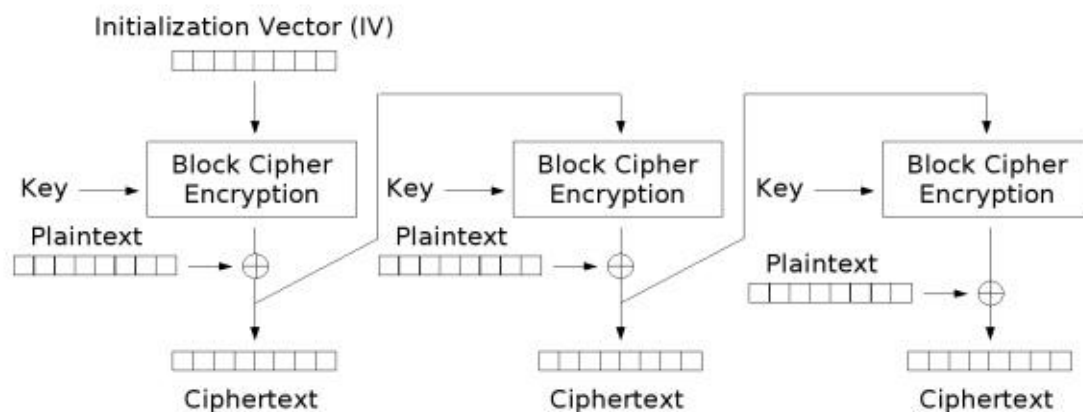 Initialization Vector (IV)
Block Cipher
Encryption
Key
Plaintext
Ciphertext
Block Cipher
Encryption
Key
Plaintext
Ciphertext
Block Cipher
Encryption
Key
Plaintext
Ciphertext